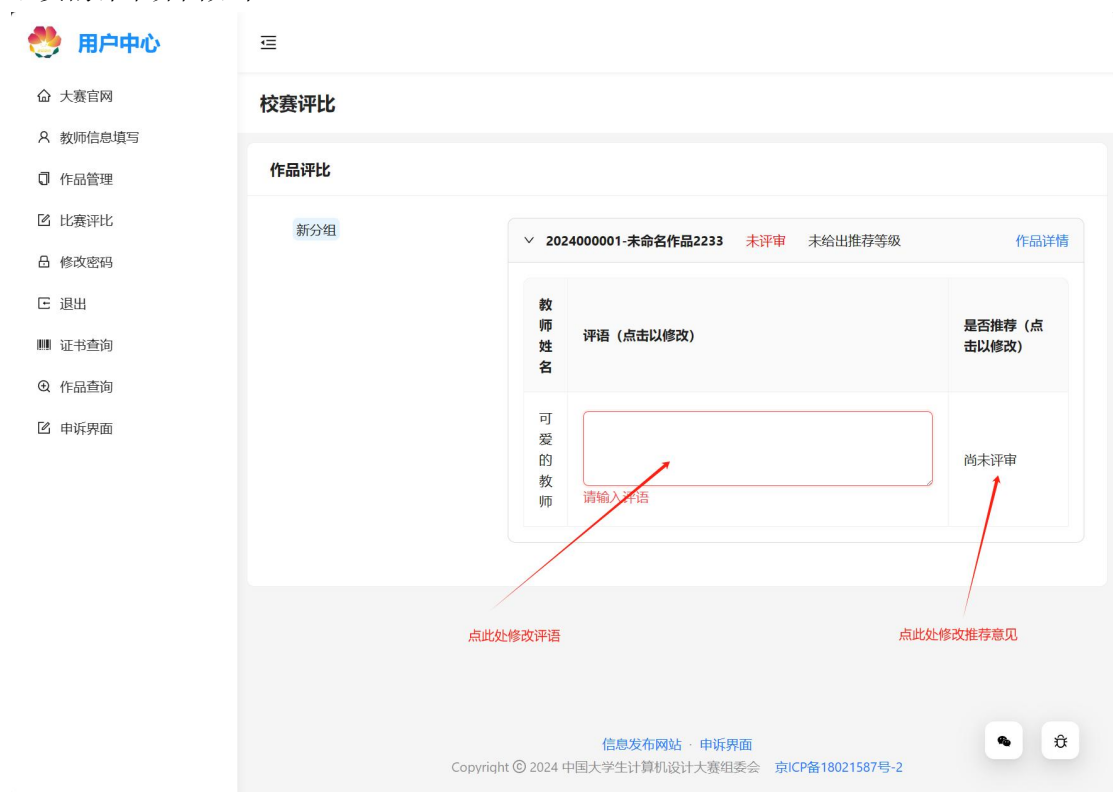 用户中心
大赛官网
教师信息填写
作品管理
比赛评比
修改密码
退出
证书查询
作品查询
申诉界面
校赛评比
作品评比
新分组
2024000001-未命名作品2233 未评审 未给出推荐等级 作品详情
教
师
姓
名
评语（点击以修改）
是否推荐（点
击以修改）
可
爱
的
教
师
请输入评语
尚未评审
点此处修改评语
点此处修改推荐意见
信息发布网站 · 申诉界面
Copyright © 2024 中国大学生计算机设计大赛组委会 京ICP备18021587号-2